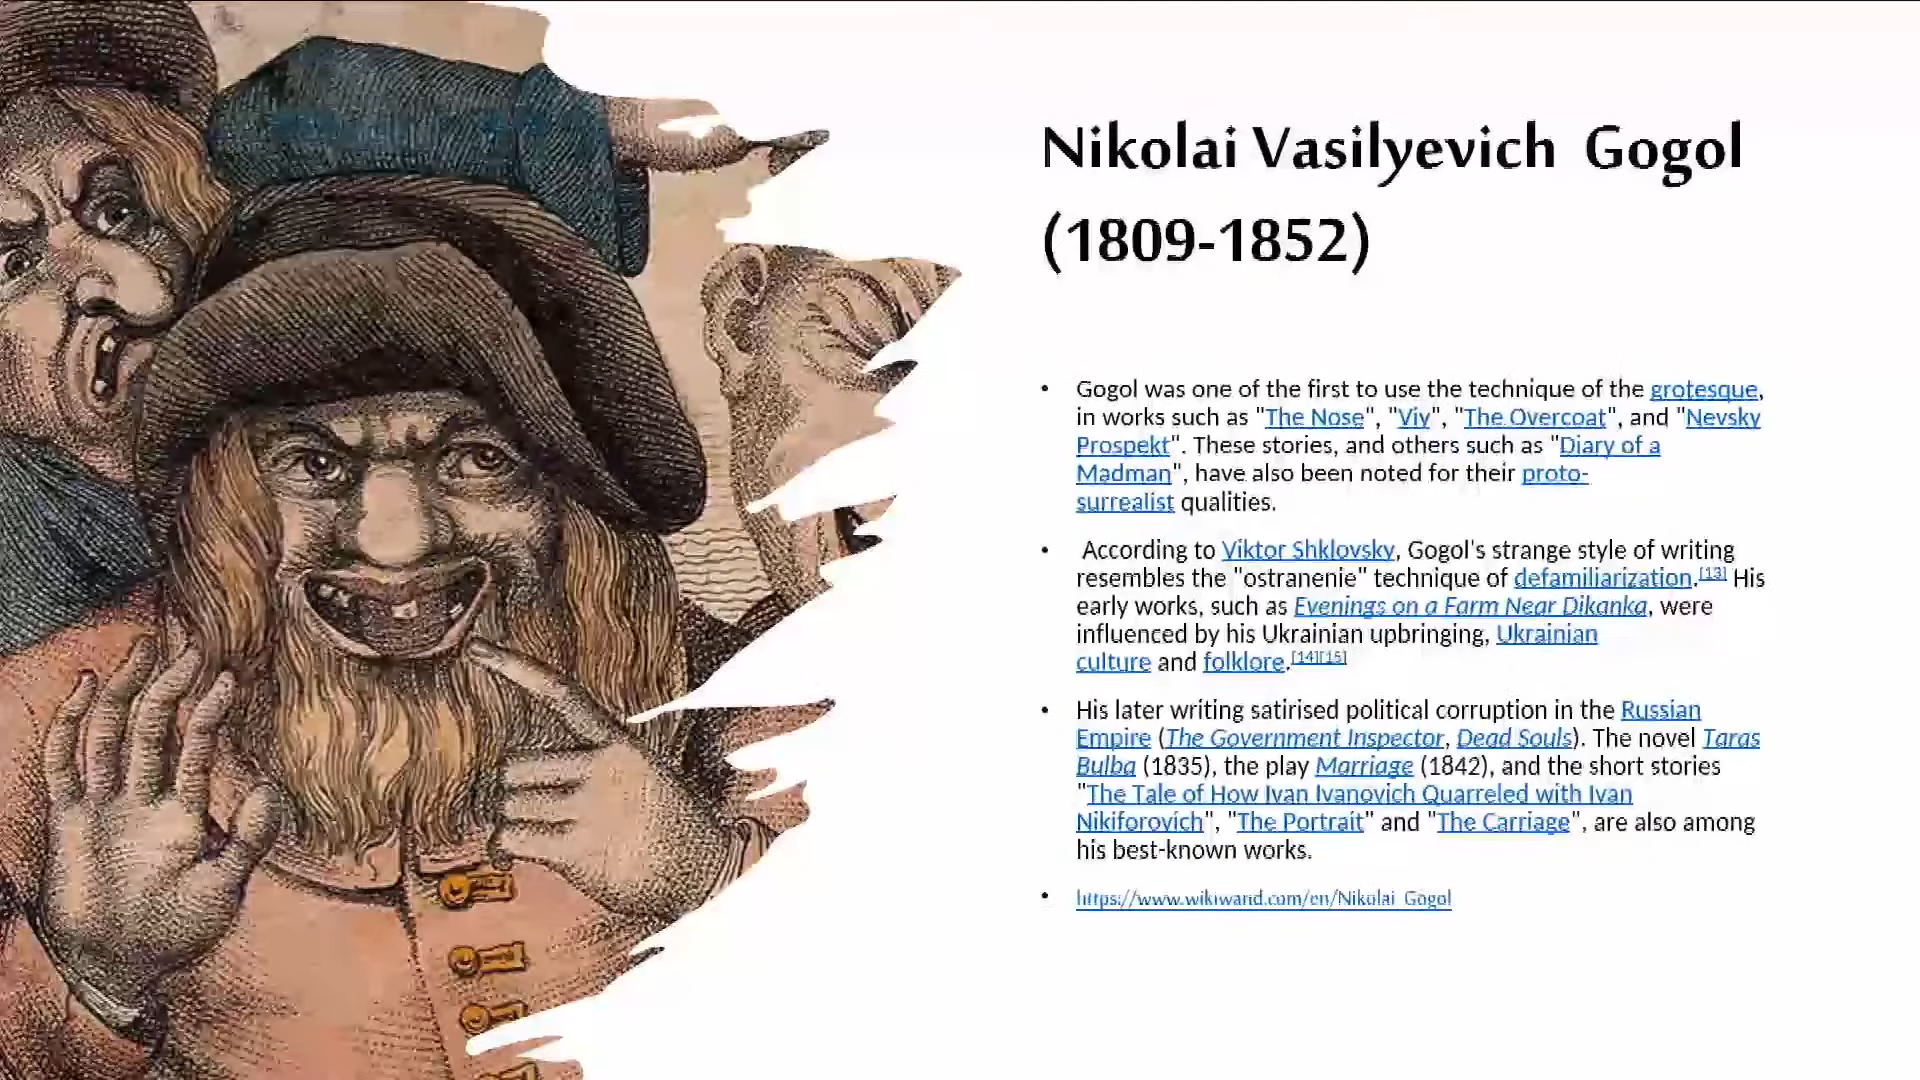 Nikolai Vasilyevich Gogol
(1809-1852)
• Gogol was one of the first to use the technique of the grotesque,
in works such as "The Nose", "Viy", "The Overcoat", and "Nevsky
Prospekt". These stories, and others such as "Diary of a
Madman", have also been noted for their proto-
surrealist qualities.
• According to Viktor Shklovsky, Gogol's strange style of writing
resembles the "ostranenie" technique of defamiliarization.[13] His
early works, such as Evenings on a Farm Near Dikanka, were
influenced by his Ukrainian upbringing, Ukrainian
culture and folklore.[14][15]
• His later writing satirised political corruption in the Russian
Empire (The Government Inspector, Dead Souls). The novel Taras
Bulba (1835), the play Marriage (1842), and the short stories
"The Tale of How Ivan Ivanovich Quarreled with Ivan
Nikiforovich", "The Portrait" and "The Carriage", are also among
his best-known works.
• https://www.wikiwand.com/en/Nikolai_Gogol